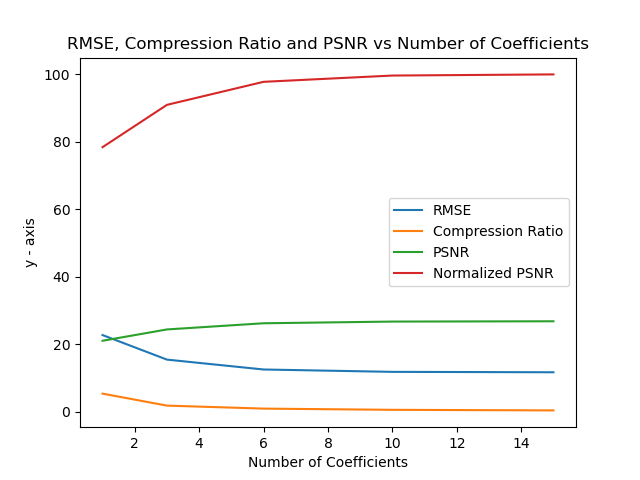 RMSE, Compression Ratio and PSNR vs Number of Coefficients
100
80
60
40
20
0
y - axis
RMSE
Compression Ratio
PSNR
Normalized PSNR
2 4 6 8 10 12 14
Number of Coefficients